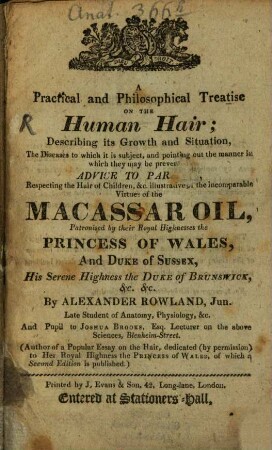 Anat. 366 4
A
Practical and Philosophical Treatise
ON THE
R Human Hair;
Describing its Growth and Situation,
The Diseases to which it is subject, and pointing out the manner in
which they may be preven
ADVICE TO PAR
Respecting the Hair of Children, &c. illustrative of the incomparable
Virtues of the
MACASSAR OIL,
Patronised by their Royal Highnesses the
PRINCESS OF WALES,
And DUKE OF SUSSEX,
His Serene Highness the DUKE OF BRUNSWICK,
&c. &c.
By ALEXANDER ROWLAND, Jun.
Late Student of Anatomy, Physiology, &c.
And Pupil to JOSHUA BROOKS, Esq. Lecturer on the above
Sciences, Blenheim-Street.
(Author of a Popular Essay on the Hair, dedicated (by permission)
to Her Royal Highness the PRINCESS OF WALES, of which a
Second Edition is published.)
Printed by J. Evans & Son, 42, Long-lane, London.
Entered at Stationers Hall,